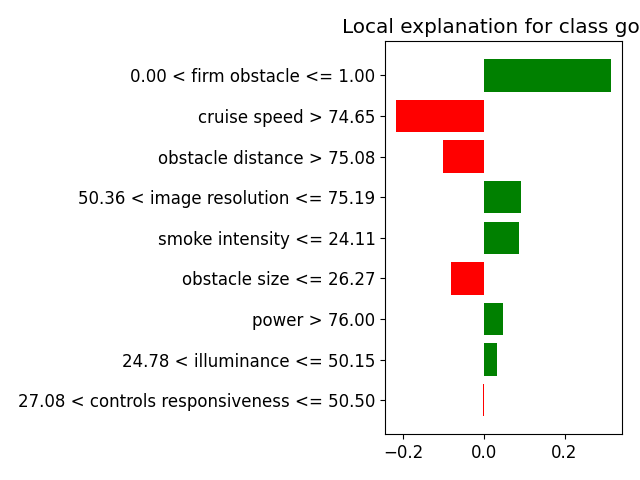 Local explanation for class go
0.00 < firm obstacle <= 1.00
cruise speed > 74.65
obstacle distance > 75.08
50.36 < image resolution <= 75.19
smoke intensity <= 24.11
obstacle size <= 26.27
power > 76.00
24.78 < illuminance <= 50.15
27.08 < controls responsiveness <= 50.50
−0.2 0.0 0.2